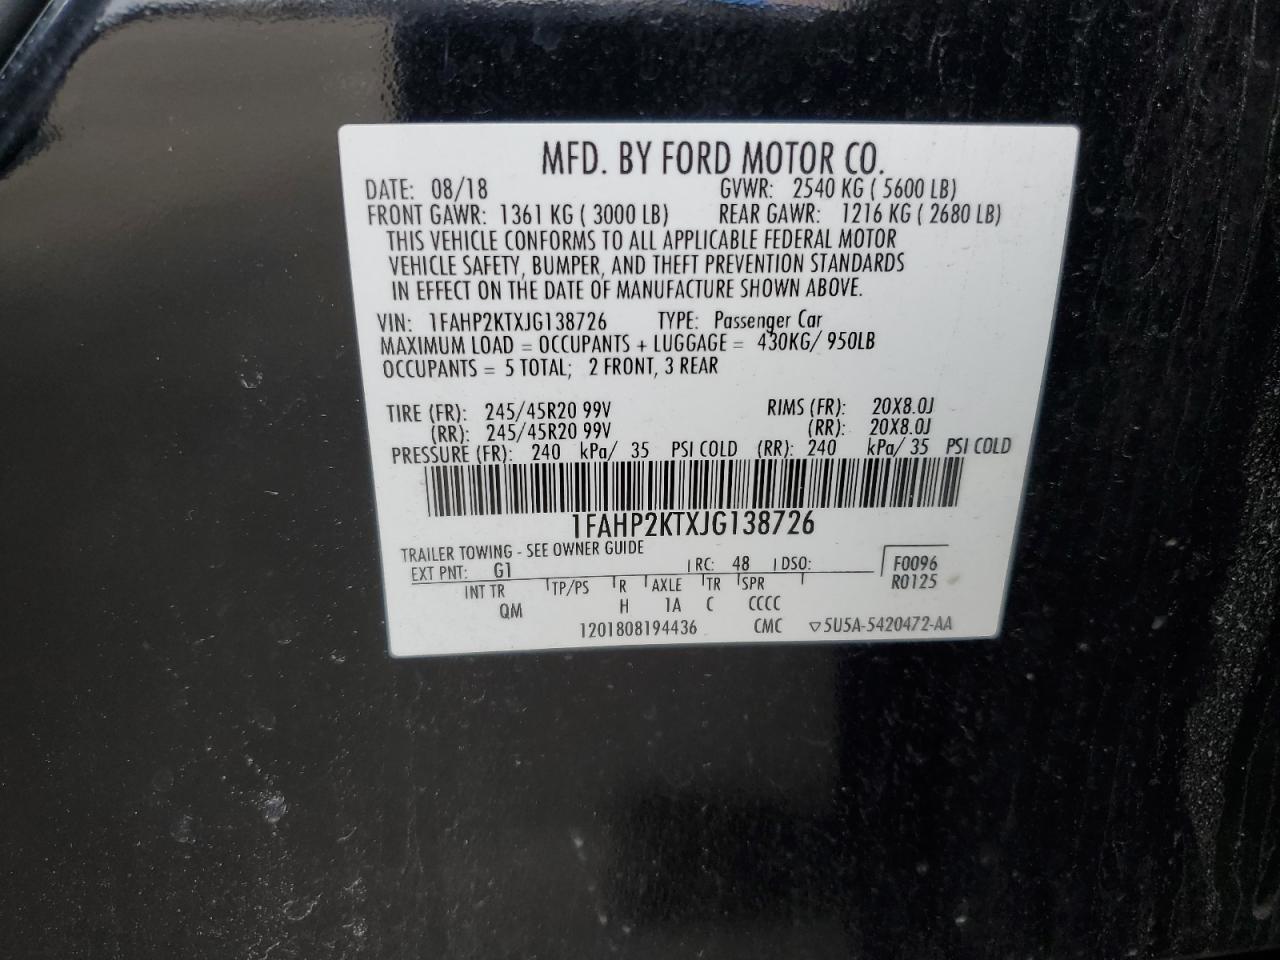 MFD. BY FORD MOTOR CO.
DATE: 08/18 GVWR: 2540 KG ( 5600 LB)
FRONT GAWR: 1361 KG ( 3000 LB) REAR GAWR: 1216 KG ( 2680 LB)
THIS VEHICLE CONFORMS TO ALL APPLICABLE FEDERAL MOTOR
VEHICLE SAFETY, BUMPER, AND THEFT PREVENTION STANDARDS
IN EFFECT ON THE DATE OF MANUFACTURE SHOWN ABOVE.
VIN: 1FAHP2KTXJG138726 TYPE: Passenger Car
MAXIMUM LOAD = OCCUPANTS + LUGGAGE = 430KG/ 950LB
OCCUPANTS = 5 TOTAL; 2 FRONT, 3 REAR
TIRE (FR): 245/45R20 99V RIMS (FR): 20X8.0J
(RR): 245/45R20 99V (RR): 20X8.0J
PRESSURE (FR): 240 kPa/ 35 PSI COLD (RR): 240 kPa/ 35 PSI COLD
1FAHP2KTXJG138726
TRAILER TOWING - SEE OWNER GUIDE
EXT PNT: G1 RC: 48 DSO: F0096
INT TR TP/PS R AXLE TR SPR R0125
QM H 1A C CCCC
1201808194436 CMC ▽5U5A-5420472-AA